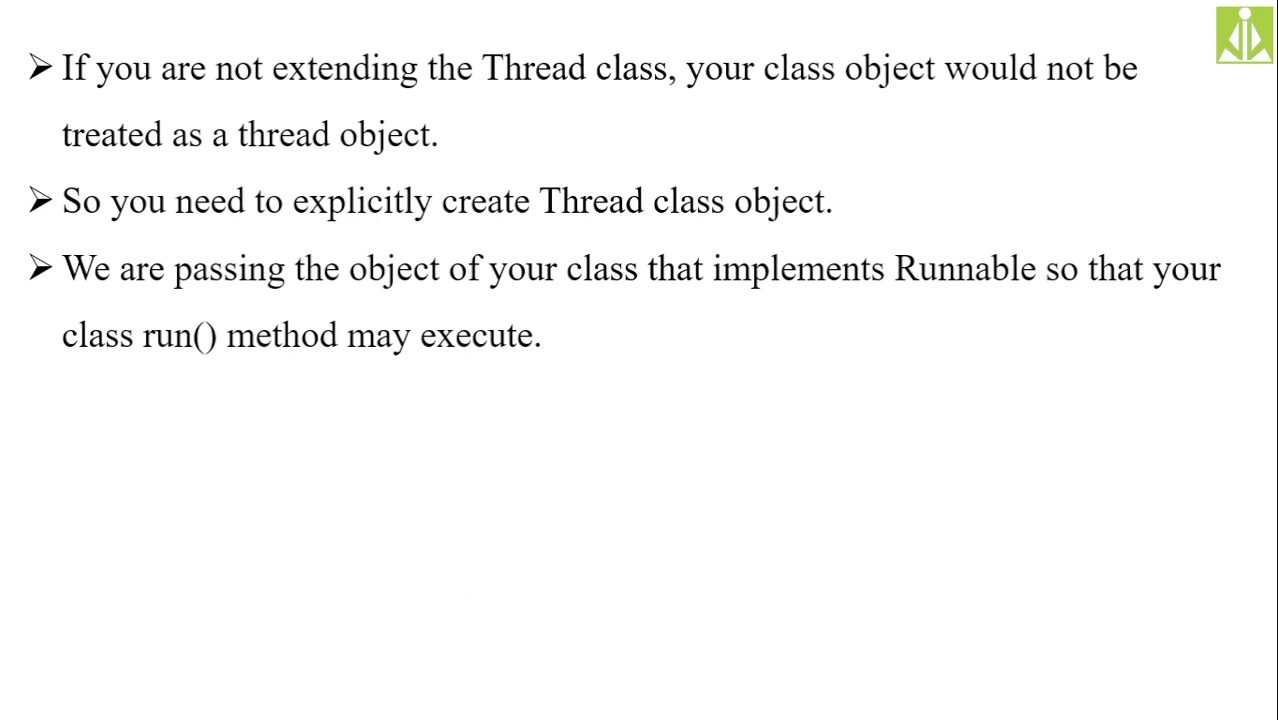 ➢ If you are not extending the Thread class, your class object would not be
treated as a thread object.
➢ So you need to explicitly create Thread class object.
➢ We are passing the object of your class that implements Runnable so that your
class run() method may execute.